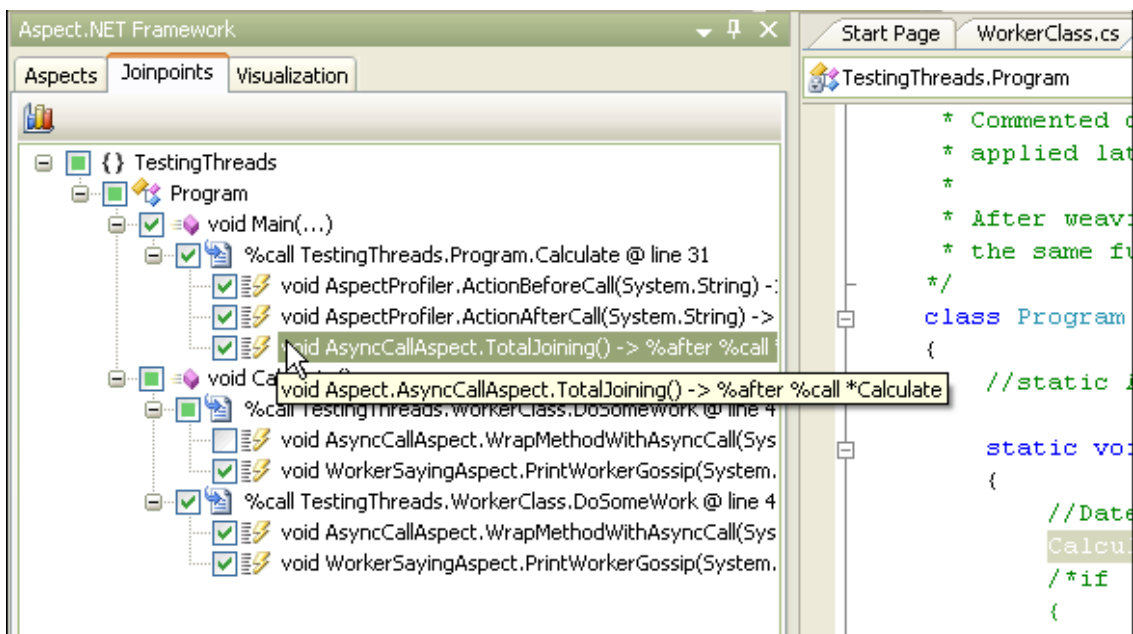 Aspect.NET Framework
Aspects Joinpoints Visualization
{} TestingThreads
Program
void Main(...)
%call TestingThreads.Program.Calculate @ line 31
void AspectProfiler.ActionBeforeCall(System.String) -
void AspectProfiler.ActionAfterCall(System.String) ->
void AsyncCallAspect.TotalJoining() -> %after %call *
void Ca
void Aspect.AsyncCallAspect.TotalJoining() -> %after %call *Calculate
%call TestingThreads.WorkerClass.DoSomeWork @ line 4
void AsyncCallAspect.WrapMethodWithAsyncCall(Sys
void WorkerSayingAspect.PrintWorkerGossip(System.
%call TestingThreads.WorkerClass.DoSomeWork @ line 4
void AsyncCallAspect.WrapMethodWithAsyncCall(Sys
void WorkerSayingAspect.PrintWorkerGossip(System.
Start Page WorkerClass.cs
TestingThreads.Program
* Commented
* applied lat
*
* After weavi
* the same fu
*/
class Program
{
//static
static voi
{
//Date
Calcul
/*if
{